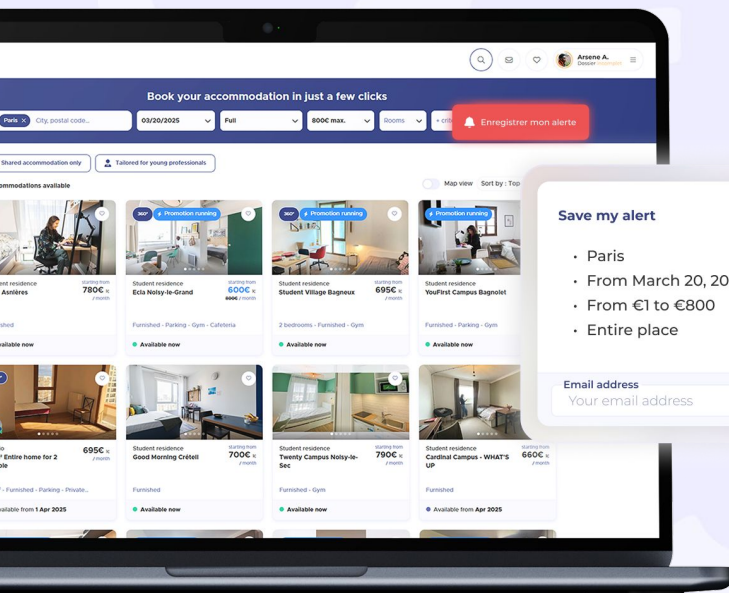 Arsene A.
Dossier
Book your accommodation in just a few clicks
Paris ×
City, postal code...
03/20/2025
Full
800€ max.
Rooms
Enregistrer mon alerte
Shared accommodation only
Tailored for young professionals
available
Map view
Sort by : Top
Save my alert
• Paris
• From March 20, 20
• From €1 to €800
• Entire place
Email address
Your email address
residence
Asnières
starting from
780€
/month
Available now
360°
Promotion running
Student residence
Ecla Noisy-le-Grand
starting from
600€
800€ / month
Furnished - Parking - Gym - Cafeteria
Available now
360°
Promotion running
Student residence
Student Village Bagneux
starting from
695€
/ month
2 bedrooms - Furnished - Gym
Available now
Promotion running
Student residence
YouFirst Campus Bagnolet
Furnished - Parking - Gym
Available now
Entire home for 2
695€
/month
- Furnished - Parking - Private...
from 1 Apr 2025
Student residence
Good Morning Créteil
starting from
700€
/month
Furnished
Available now
Student residence
Twenty Campus Noisy-le-
Sec
starting from
790€
/month
Furnished - Gym
Available now
Student residence
Cardinal Campus - WHAT'S
UP
starting from
660€
/month
Furnished
Available from Apr 2025